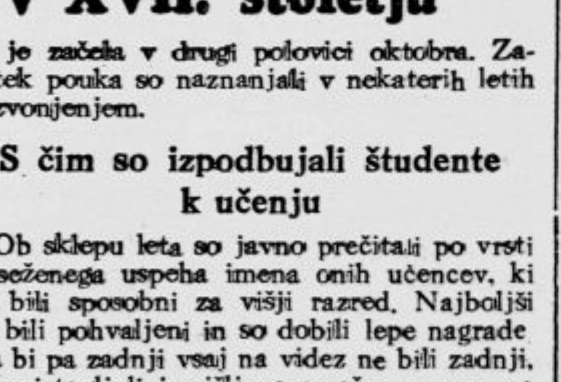 v XVII. stoletju
je začela v drugi polovici oktobra. Za-
tek pouka so naznanjali v nekaterih letih
zvonjenjem.
S čim so izpodbujali študente
k učenju
Ob sklepu leta so javno prečitali po vrsti
seženega uspeha imena onih učencev, ki
bili sposobni za višji razred. Najboljši
bili pohvaljeni in so dobili lepe nagrade
bi pa zadnji vsaj na videz ne bili zadnji,